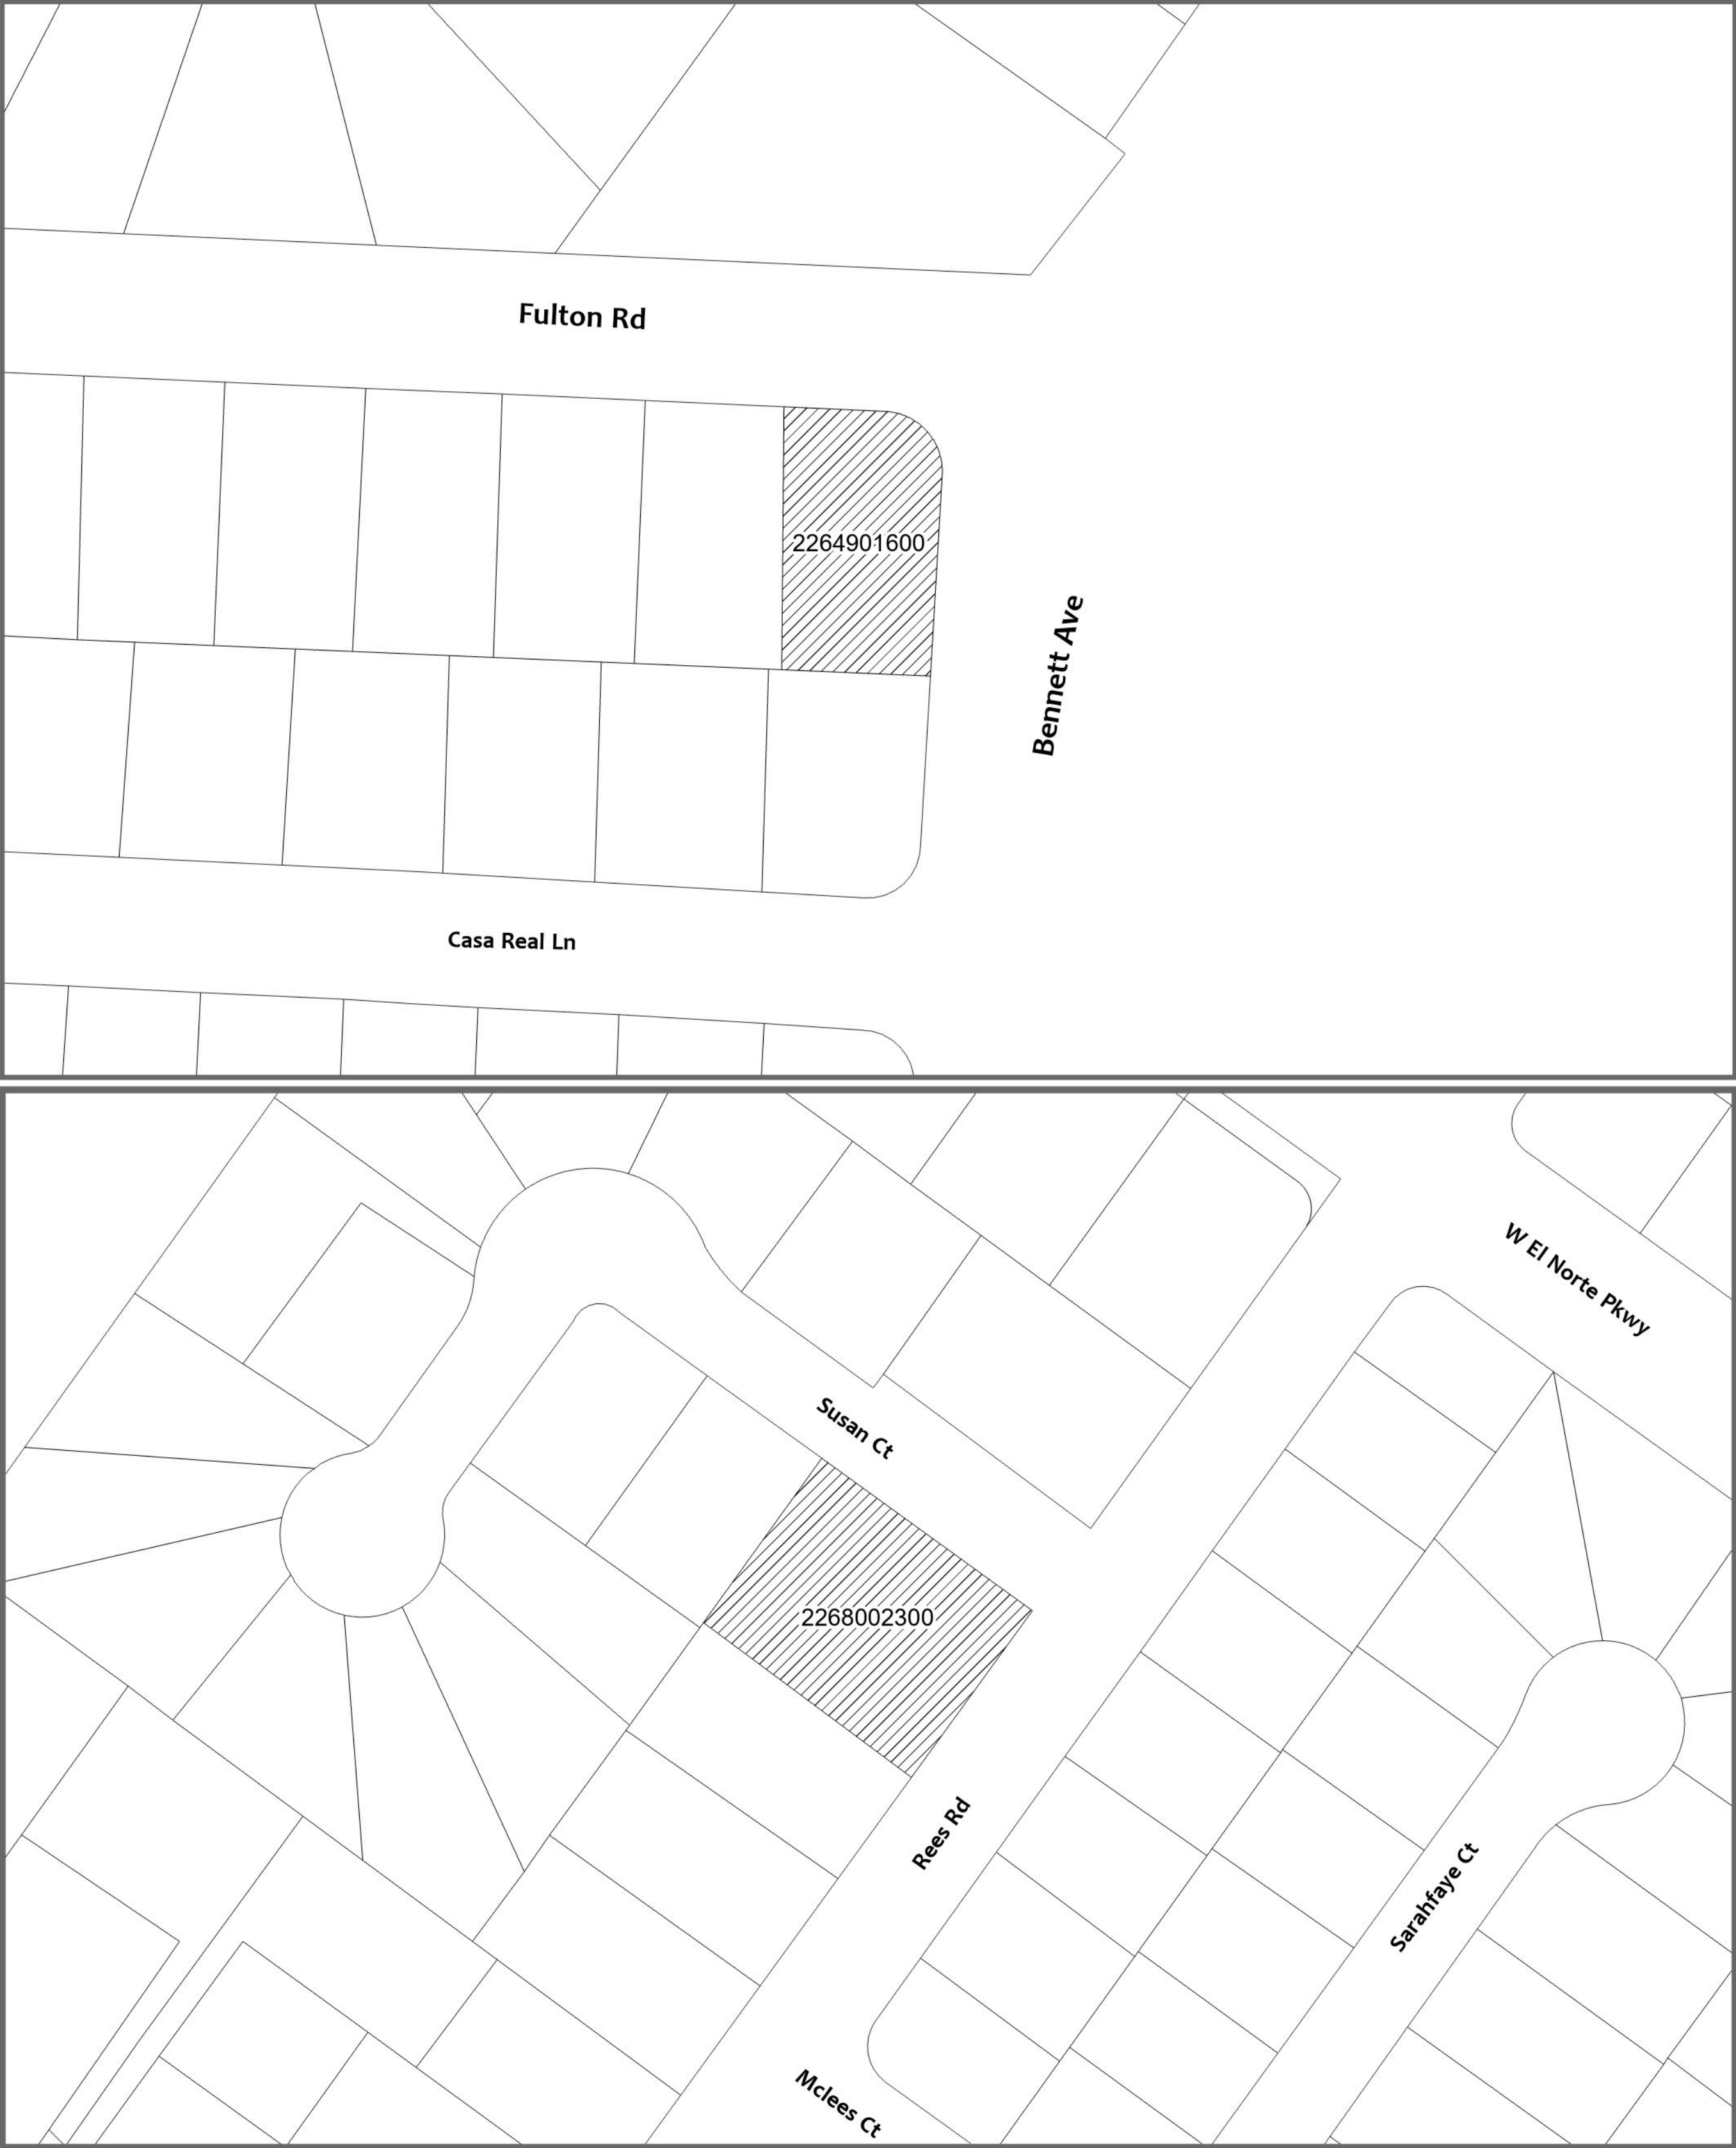 Fulton Rd
2264901600
Bennett Ave
Casa Real Ln
W El Norte Pkwy
Susan Ct
2268002300
Rees Rd
Sarahfaye Ct
Mclees Ct